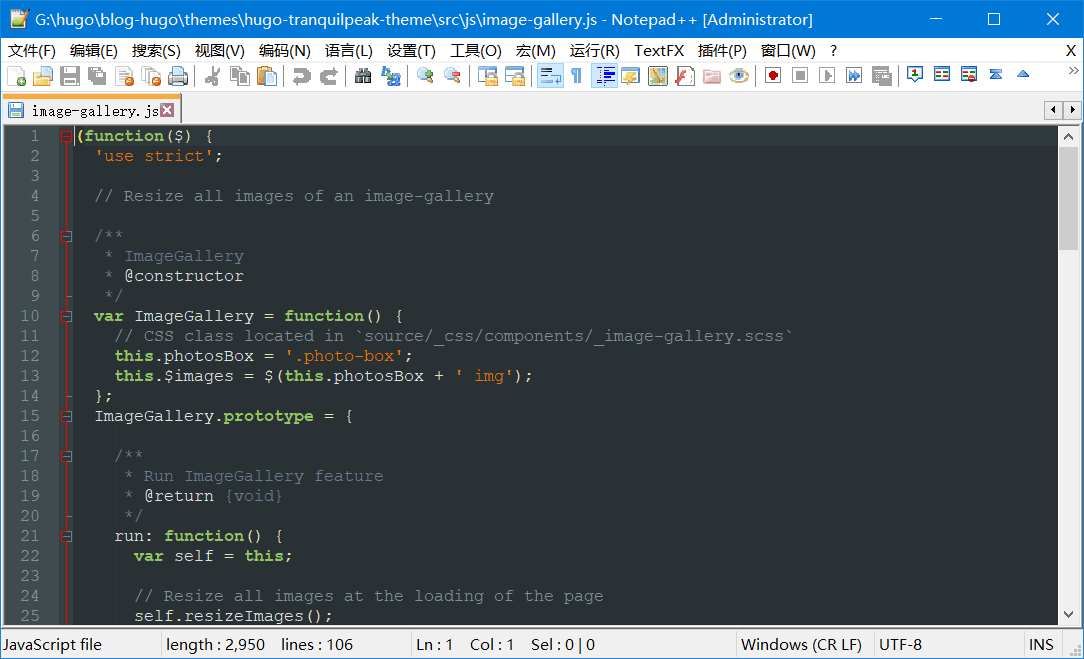 G:\hugo\blog-hugo\themes\hugo-tranquilpeak-theme\src\js\image-gallery.js - Notepad++ [Administrator]
文件(F) 编辑(E) 搜索(S) 视图(V) 编码(N) 语言(L) 设置(T) 工具(O) 宏(M) 运行(R) TextFX 插件(P) 窗口(W) ? X
image-gallery.js
1 (function($) {
2 'use strict';
3
4 // Resize all images of an image-gallery
5
6 /**
7 * ImageGallery
8 * @constructor
9 */
10 var ImageGallery = function() {
11 // CSS class located in `source/_css/components/_image-gallery.scss`
12 this.photosBox = '.photo-box';
13 this.$images = $(this.photosBox + ' img');
14 };
15 ImageGallery.prototype = {
16
17 /**
18 * Run ImageGallery feature
19 * @return {void}
20 */
21 run: function() {
22 var self = this;
23
24 // Resize all images at the loading of the page
25 self.resizeImages();
JavaScript file length : 2,950 lines : 106 Ln : 1 Col : 1 Sel : 0 | 0 Windows (CR LF) UTF-8 INS